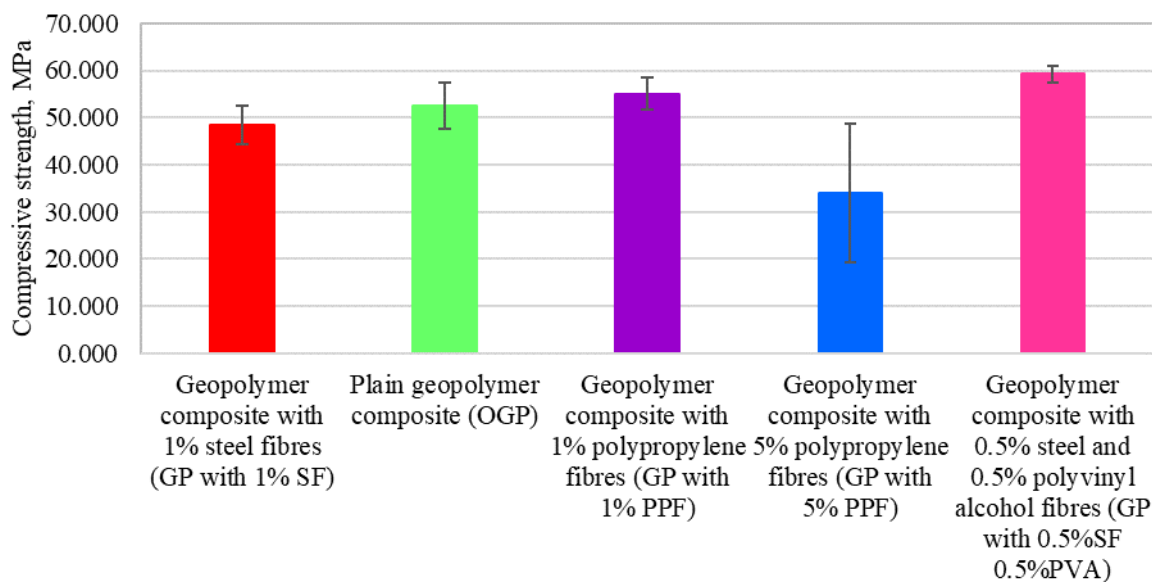 Compressive strength, MPa
70.000
60.000
50.000
40.000
30.000
20.000
10.000
0.000
Geopolymer
composite with
1% steel fibres
(GP with 1% SF)
Plain geopolymer
composite (OGP)
Geopolymer
composite with
1% polypropylene
fibres (GP with
1% PPF)
Geopolymer
composite with
5% polypropylene
fibres (GP with
5% PPF)
Geopolymer
composite with
0.5% steel and
0.5% polyvinyl
alcohol fibres (GP
with 0.5%SF
0.5%PVA)